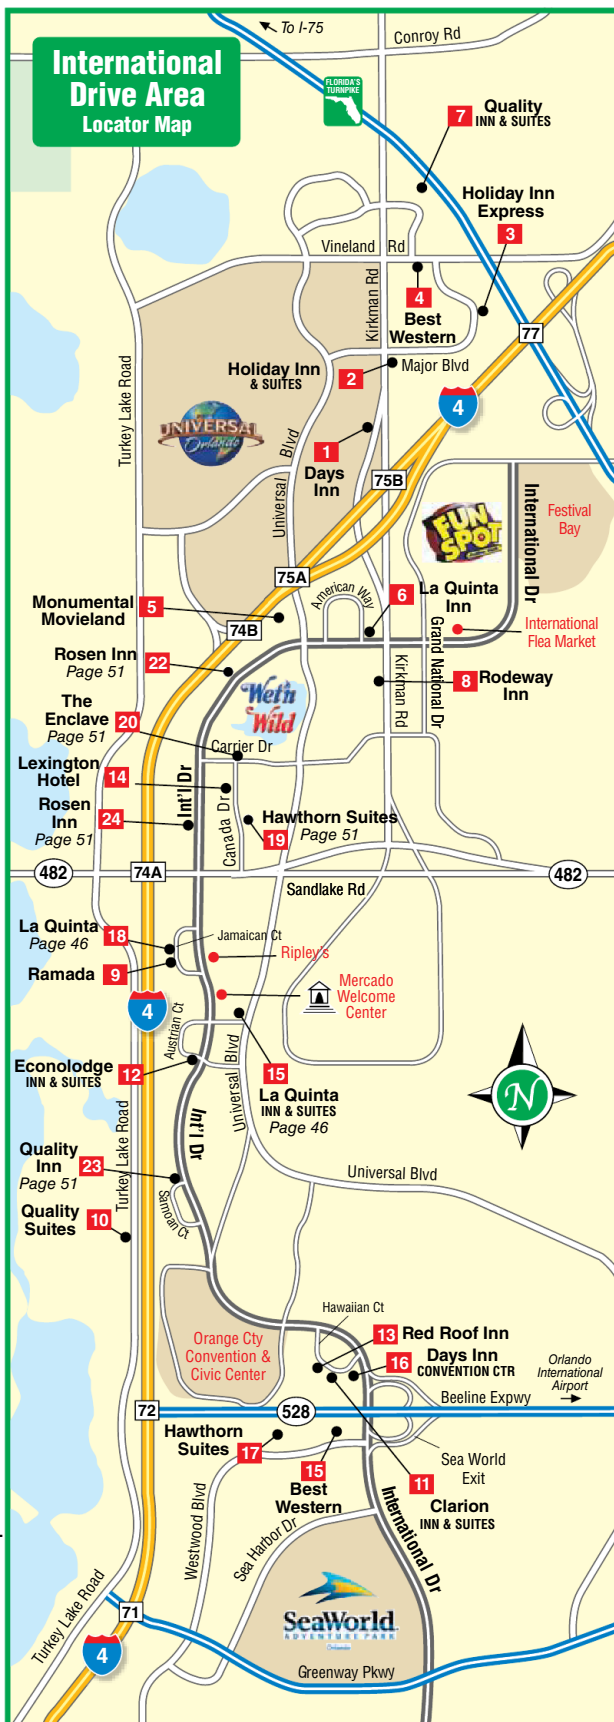 To I-75
Conroy Rd
International
Drive Area
Locator Map
FLORIDA'S
TURNPIKE
7
Quality
INN & SUITES
Holiday Inn
Express
3
Vineland Rd
Kirkman Rd
4
Best
Western
77
Holiday Inn
& SUITES
2
Major Blvd
Turkey Lake Road
UNIVERSAL
Orlando
4
1
Days
Inn
Universal Blvd
75B
FUN
SPOT
International Dr
Festival
Bay
75A
American Way
6
La Quinta
Inn
Monumental
Movieland
5
74B
International
Flea Market
Grand National Dr
Rosen Inn
Page 51
22
Kirkman Rd
8
Rodeway
Inn
Wet'n
Wild
The
Enclave
Page 51
20
Carrier Dr
Lexington
Hotel
14
Int'l Dr
Rosen
Inn
Page 51
24
Canada Dr
Hawthorn Suites
19
Page 51
482
74A
482
Sandlake Rd
La Quinta
Page 46
18
Jamaican Ct
Ripley's
Ramada
9
Mercado
Welcome
Center
4
Austrian Ct
Econolodge
INN & SUITES
12
Universal Blvd
15
La Quinta
INN & SUITES
Page 46
N
Turkey Lake Road
Int'l Dr
Quality
Inn
Page 51
23
Universal Blvd
Samoan Ct
Quality
Suites
10
Hawaiian Ct
Orange Cty
Convention &
Civic Center
13
Red Roof Inn
16
Days Inn
CONVENTION CTR
Orlando
International
Airport
Beeline Expwy
72
528
Hawthorn
Suites
17
15
Best
Western
Sea World
Exit
11
Clarion
INN & SUITES
Westwood Blvd
Sea Harbor Dr
International Dr
SeaWorld
ADVENTURE PARK
Orlando
Turkey Lake Road
71
4
Greenway Pkwy